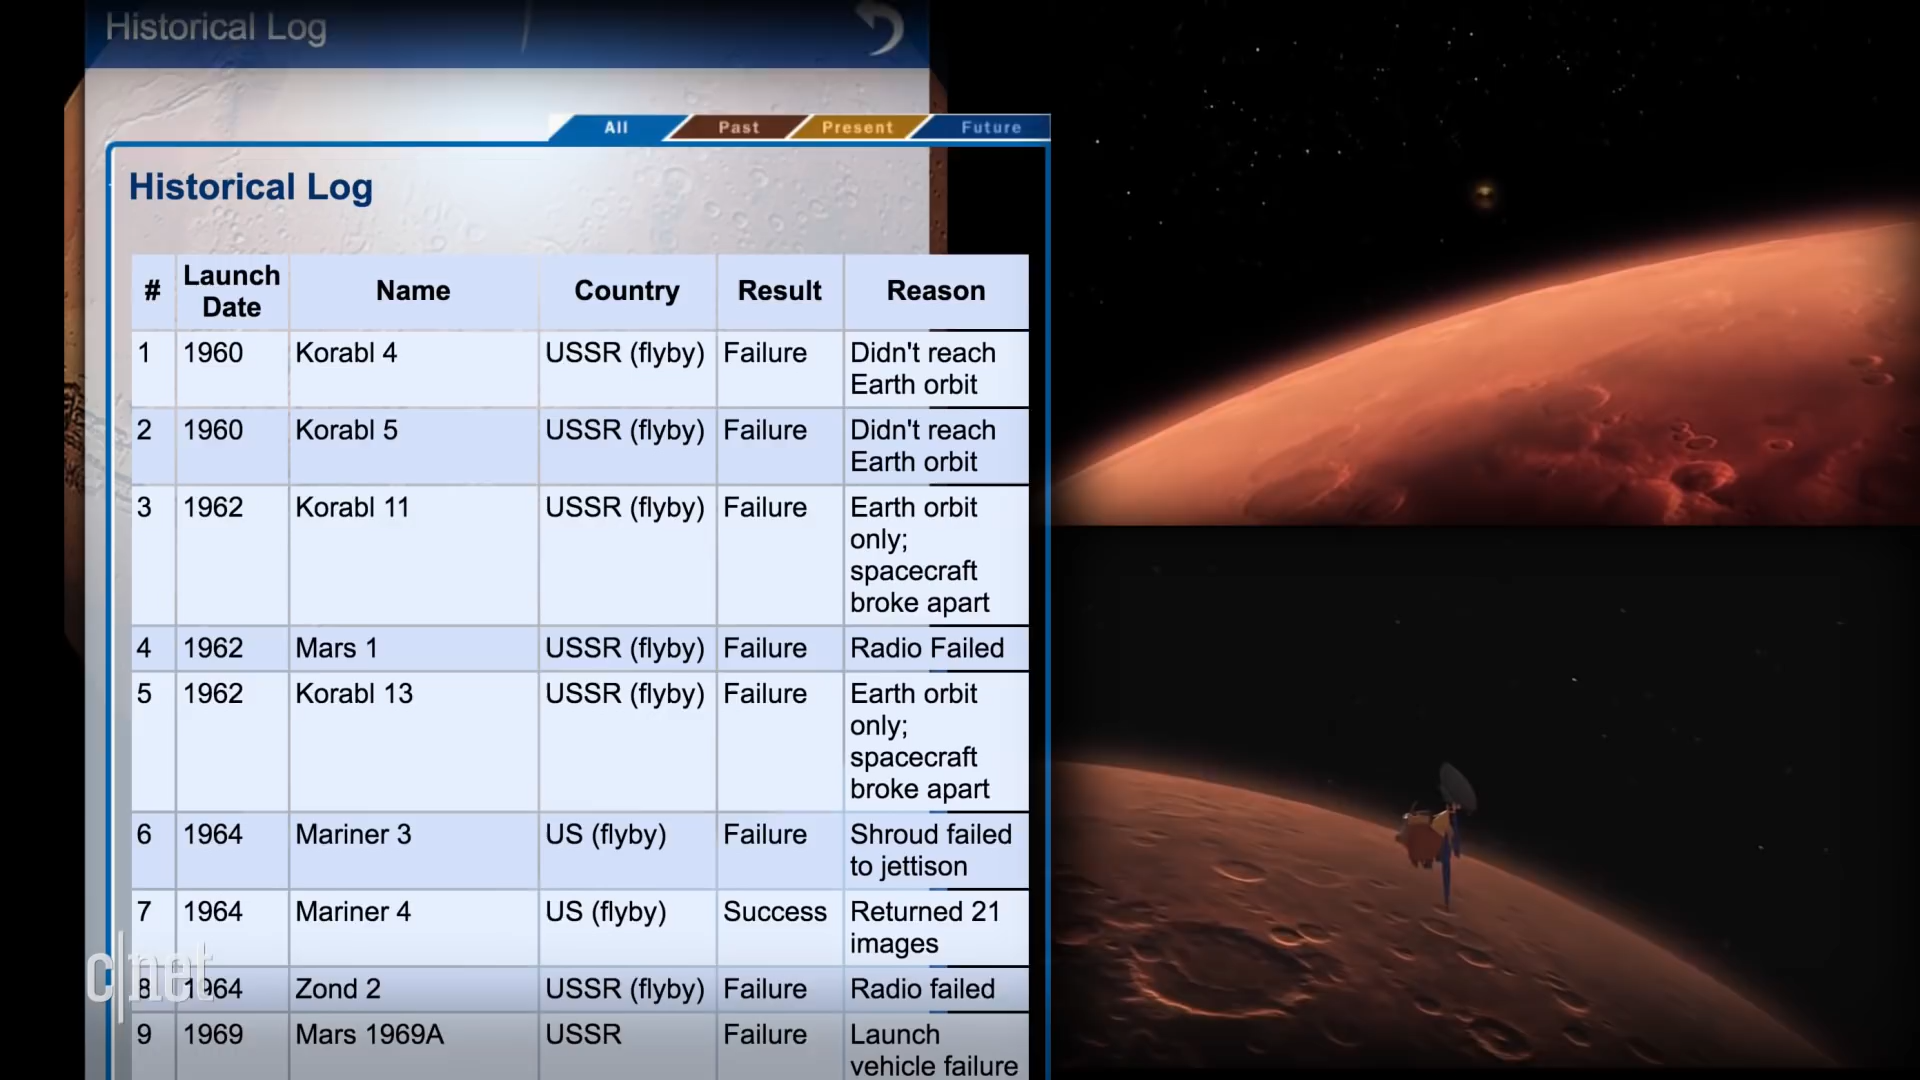 Historical Log
All Past Present Future
Historical Log
# Launch Date Name Country Result Reason
1 1960 Korabl 4 USSR (flyby) Failure Didn't reach
Earth orbit
2 1960 Korabl 5 USSR (flyby) Failure Didn't reach
Earth orbit
3 1962 Korabl 11 USSR (flyby) Failure Earth orbit
only;
spacecraft
broke apart
4 1962 Mars 1 USSR (flyby) Failure Radio Failed
5 1962 Korabl 13 USSR (flyby) Failure Earth orbit
only;
spacecraft
broke apart
6 1964 Mariner 3 US (flyby) Failure Shroud failed
to jettison
7 1964 Mariner 4 US (flyby) Success Returned 21
images
8 1964 Zond 2 USSR (flyby) Failure Radio failed
9 1969 Mars 1969A USSR Failure Launch
vehicle failure
c|net